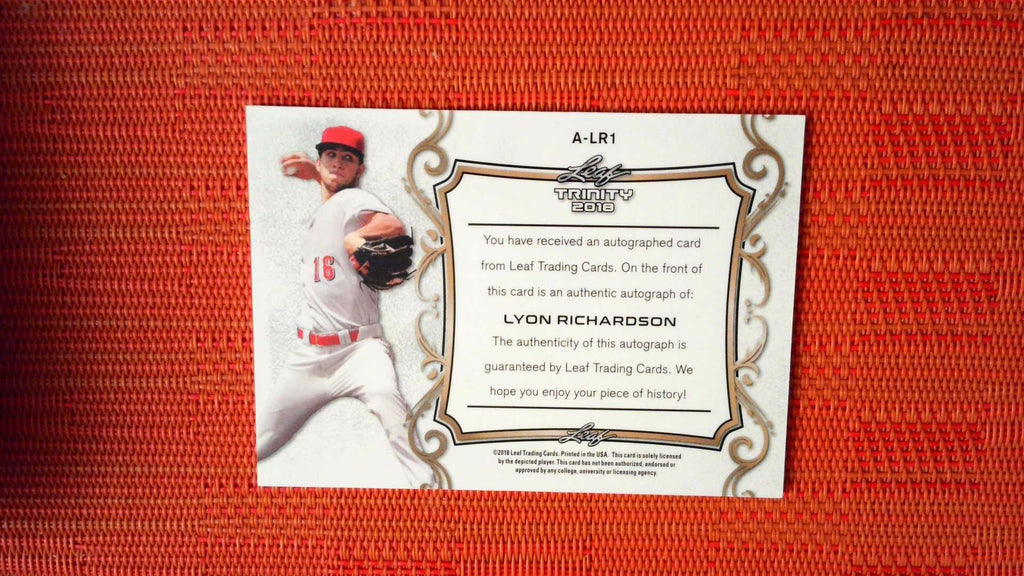 A-LR1
Leaf
TRINITY
2018
You have received an autographed card
from Leaf Trading Cards. On the front of
this card is an authentic autograph of:
LYON RICHARDSON
The authenticity of this autograph is
guaranteed by Leaf Trading Cards. We
hope you enjoy your piece of history!
Leaf
©2018 Leaf Trading Cards. Printed in the USA. This card is solely licensed
by the depicted player. This card has not been authorized, endorsed or
approved by any college, university or licensing agency.
16